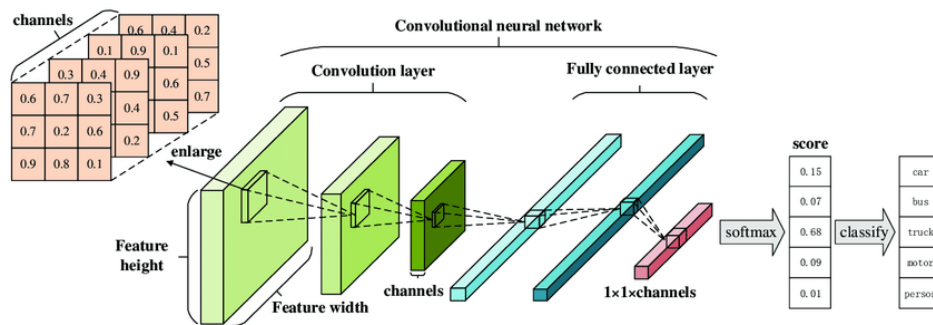 channels
0.6 0.4 0.2
0.1 0.9 0.1
0.5
0.3 0.4 0.9
0.6
0.7
0.6 0.7 0.3
0.4
0.5
0.7 0.2 0.6
0.2
0.9 0.8 0.1
enlarge
Convolutional neural network
Convolution layer
Fully connected layer
Feature height
Feature width
channels
1×1×channels
softmax
score
0.15
0.07
0.68
0.09
0.01
classify
car
bus
truck
motor
person